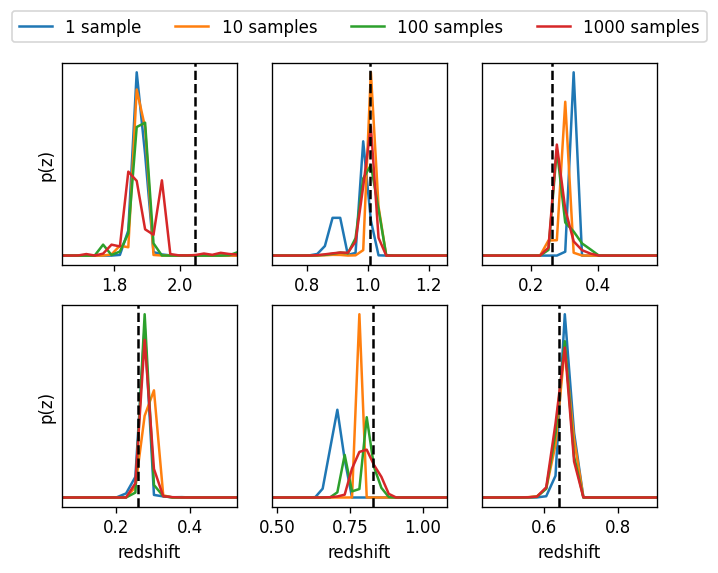 1 sample 10 samples 100 samples 1000 samples
p(z)
1.8 2.0 0.8 1.0 1.2 0.2 0.4
p(z)
0.2 0.4 0.50 0.75 1.00 0.6 0.8
redshift redshift redshift